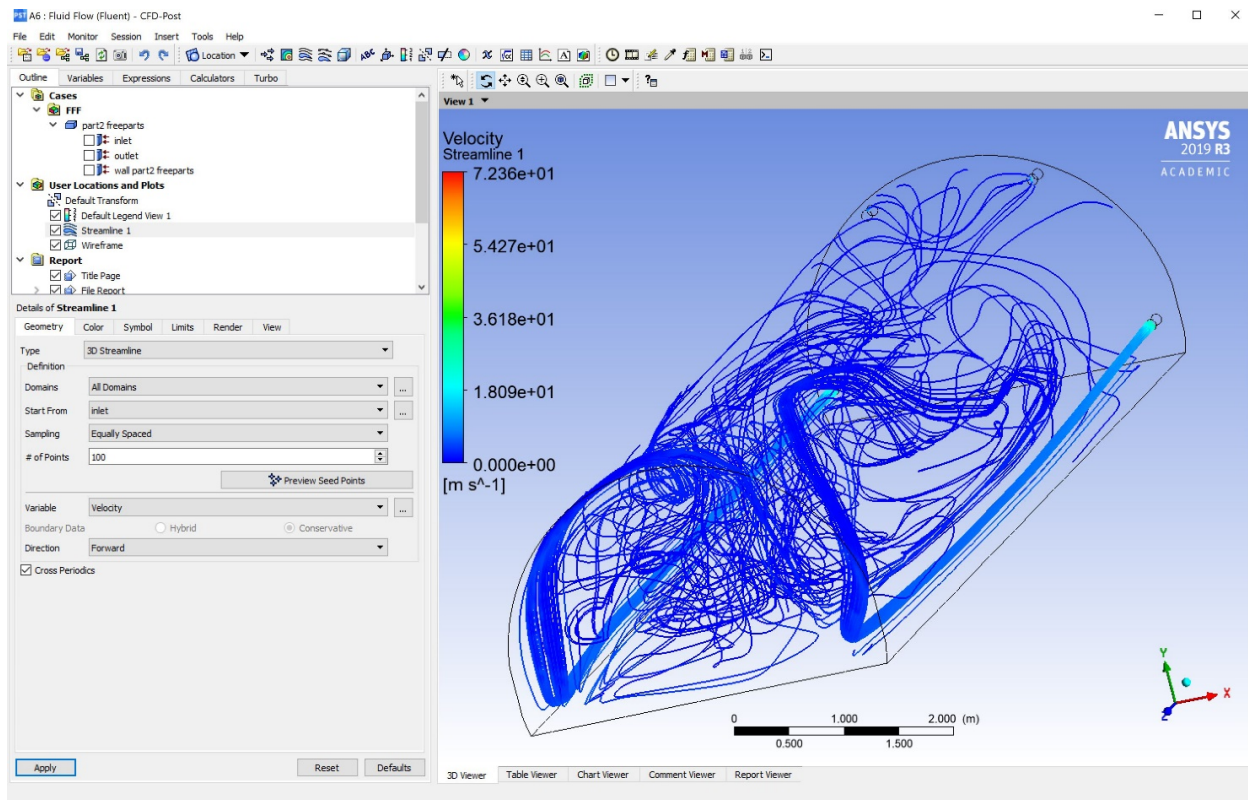 A6 : Fluid Flow (Fluent) - CFD-Post
File Edit Monitor Session Insert Tools Help
Location
Outline Variables Expressions Calculators Turbo
Cases
FFF
part2 freeparts
inlet
outlet
wall part2 freeparts
User Locations and Plots
Default Transform
Default Legend View 1
Streamline 1
Wireframe
Report
Title Page
File Report
Details of Streamline 1
Geometry Color Symbol Limits Render View
Type 3D Streamline
Definition
Domains All Domains ...
Start From inlet ...
Sampling Equally Spaced
# of Points 100
Preview Seed Points
Variable Velocity ...
Boundary Data Hybrid Conservative
Direction Forward
Cross Periodics
Apply Reset Defaults
View 1
Velocity
Streamline 1
7.236e+01
5.427e+01
3.618e+01
1.809e+01
0.000e+00
[m s^-1]
ANSYS
2019 R3
ACADEMIC
Y
X
Z
0 1.000 2.000 (m)
0.500 1.500
3D Viewer Table Viewer Chart Viewer Comment Viewer Report Viewer